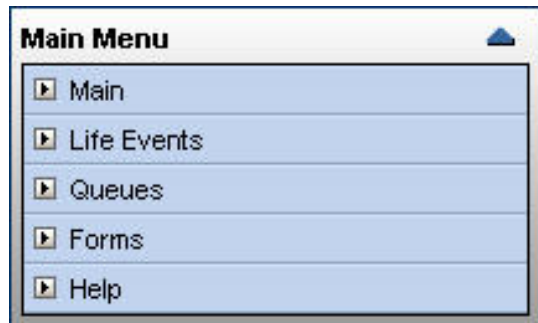 Main Menu
Main
Life Events
Queues
Forms
Help